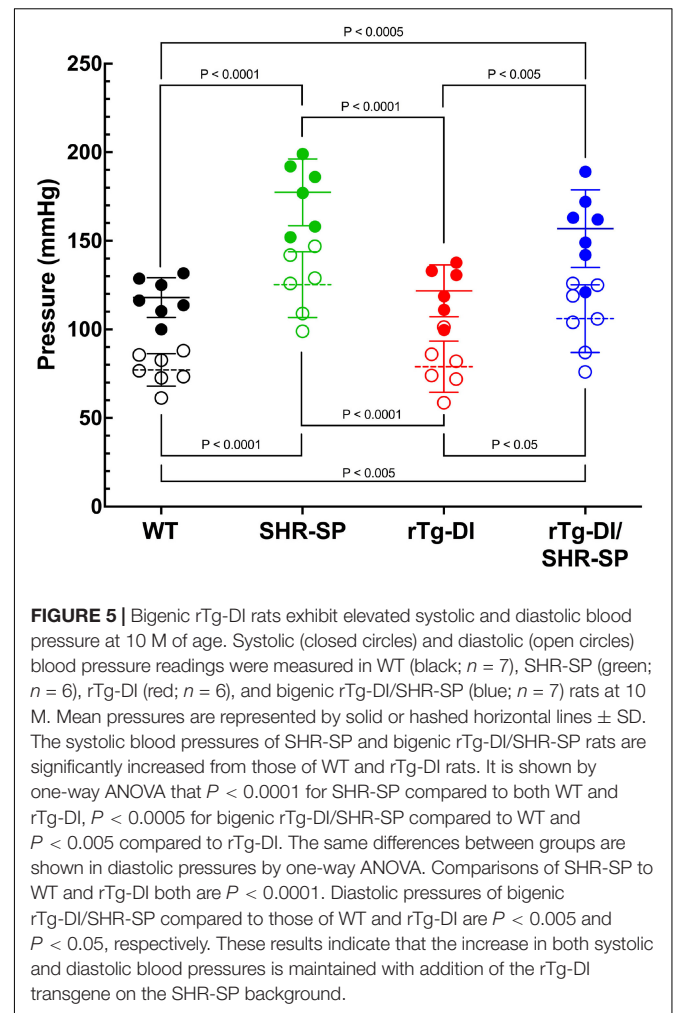 P < 0.0005
250
P < 0.0001
P < 0.005
P < 0.0001
200
150
Pressure (mmHg)
100
50
P < 0.0001
P < 0.0001
P < 0.05
P < 0.005
0
WT
SHR-SP
rTg-DI
rTg-DI/
SHR-SP
FIGURE 5 | Bigenic rTg-DI rats exhibit elevated systolic and diastolic blood
pressure at 10 M of age. Systolic (closed circles) and diastolic (open circles)
blood pressure readings were measured in WT (black; n = 7), SHR-SP (green;
n = 6), rTg-DI (red; n = 6), and bigenic rTg-DI/SHR-SP (blue; n = 7) rats at 10
M. Mean pressures are represented by solid or hashed horizontal lines ± SD.
The systolic blood pressures of SHR-SP and bigenic rTg-DI/SHR-SP rats are
significantly increased from those of WT and rTg-DI rats. It is shown by
one-way ANOVA that P < 0.0001 for SHR-SP compared to both WT and
rTg-DI, P < 0.0005 for bigenic rTg-DI/SHR-SP compared to WT and
P < 0.005 compared to rTg-DI. The same differences between groups are
shown in diastolic pressures by one-way ANOVA. Comparisons of SHR-SP to
WT and rTg-DI both are P < 0.0001. Diastolic pressures of bigenic
rTg-DI/SHR-SP compared to those of WT and rTg-DI are P < 0.005 and
P < 0.05, respectively. These results indicate that the increase in both systolic
and diastolic blood pressures is maintained with addition of the rTg-DI
transgene on the SHR-SP background.